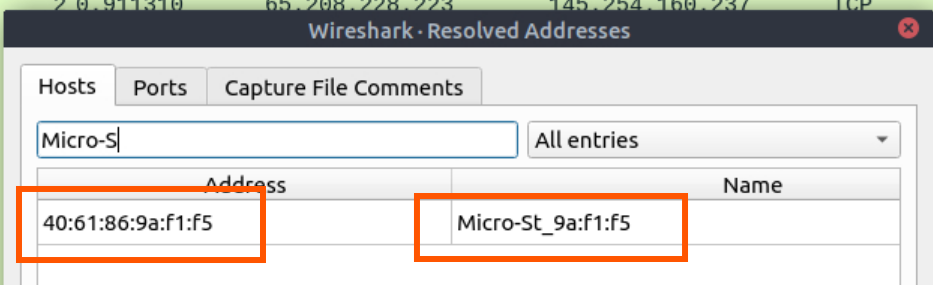 2 0.911310 65.208.228.223 145.254.160.237 TCP
Wireshark · Resolved Addresses
Hosts Ports Capture File Comments
Micro-S All entries
Address Name
40:61:86:9a:f1:f5 Micro-St_9a:f1:f5